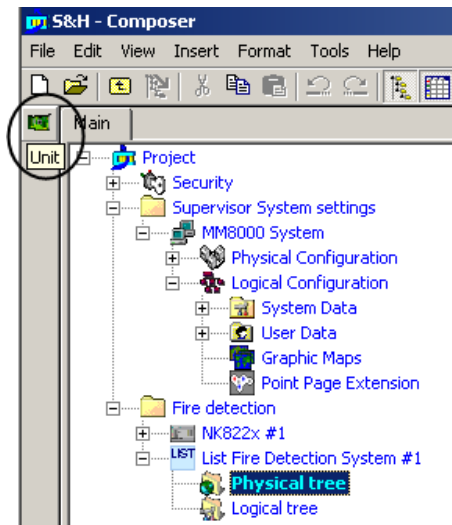 S&H - Composer
File Edit View Insert Format Tools Help
Main
Unit
Project
Security
Supervisor System settings
MM8000 System
Physical Configuration
Logical Configuration
System Data
User Data
Graphic Maps
Point Page Extension
Fire detection
NK822x #1
LIST List Fire Detection System #1
Physical tree
Logical tree